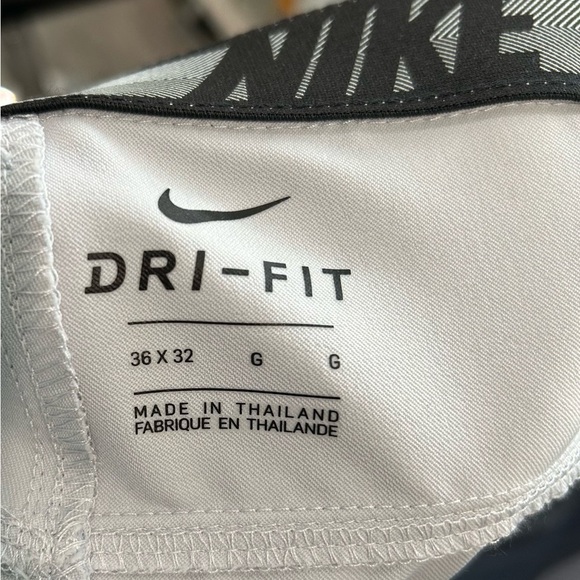 NIKE
DRI-FIT
36 X 32 G G
MADE IN THAILAND
FABRIQUE EN THAILANDE